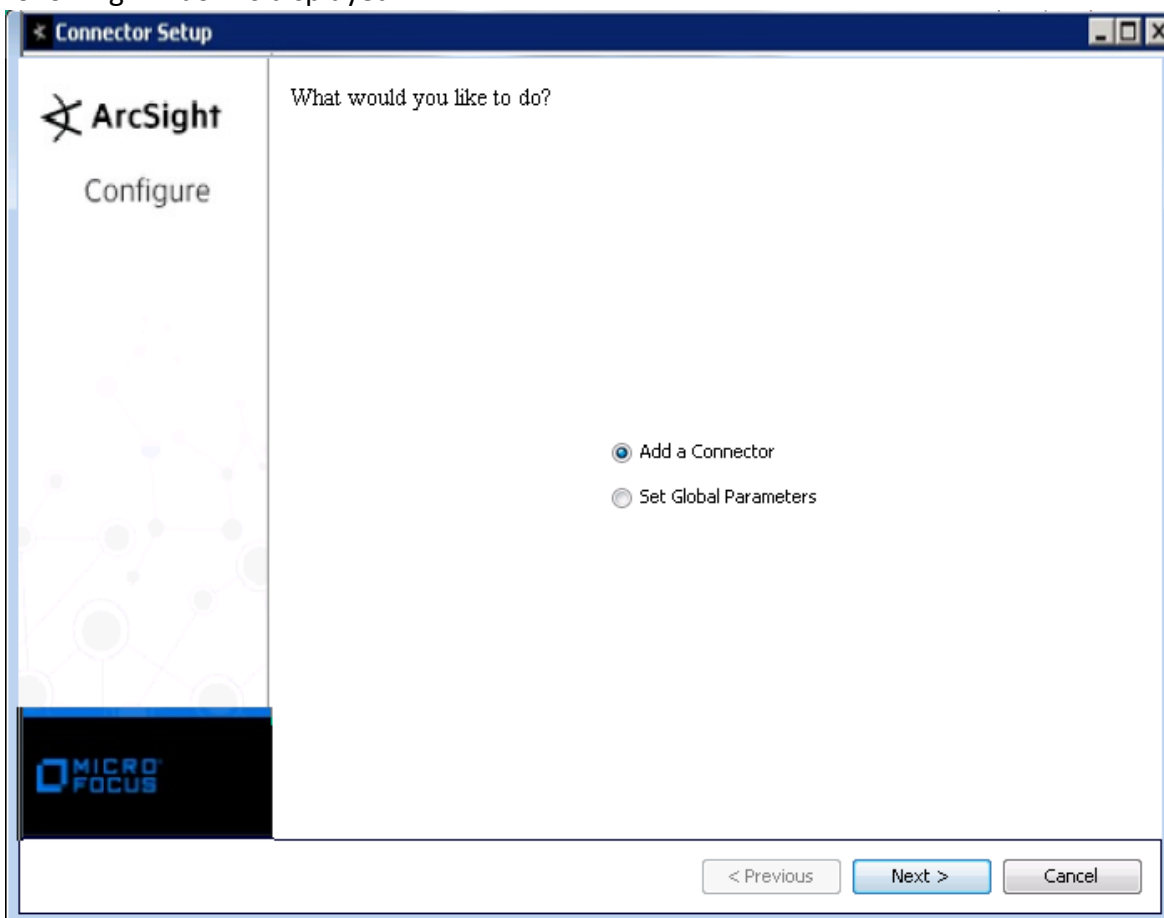 Connector Setup
ArcSight
Configure
What would you like to do?
Add a Connector
Set Global Parameters
MICRO
FOCUS
< Previous
Next >
Cancel